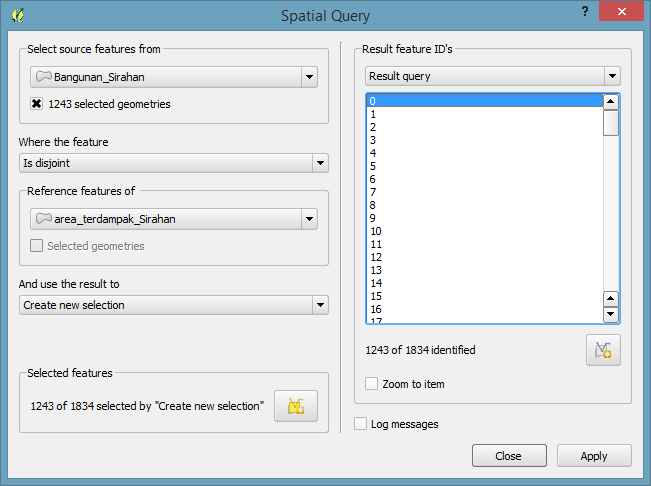 Spatial Query
?
Select source features from
Bangunan_Sirahan
1243 selected geometries
Where the feature
Is disjoint
Reference features of
area_terdampak_Sirahan
Selected geometries
And use the result to
Create new selection
Selected features
1243 of 1834 selected by "Create new selection"
Result feature ID's
Result query
0
1
2
3
4
5
6
7
8
9
10
11
12
13
14
15
16
17
1243 of 1834 identified
Zoom to item
Log messages
Close
Apply